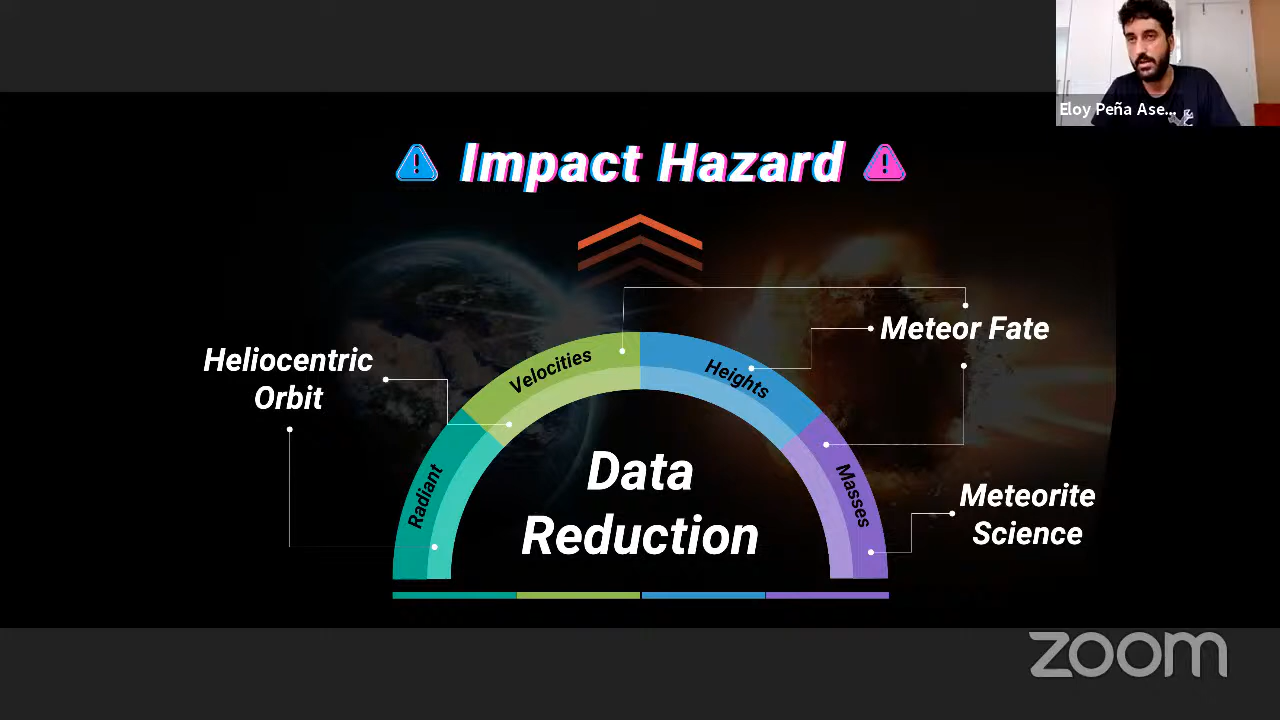 Eloy Peña Ase...
Impact Hazard
Meteor Fate
Heliocentric
Orbit
Velocities
Heights
Radiant
Masses
Data
Reduction
Meteorite
Science
zoom